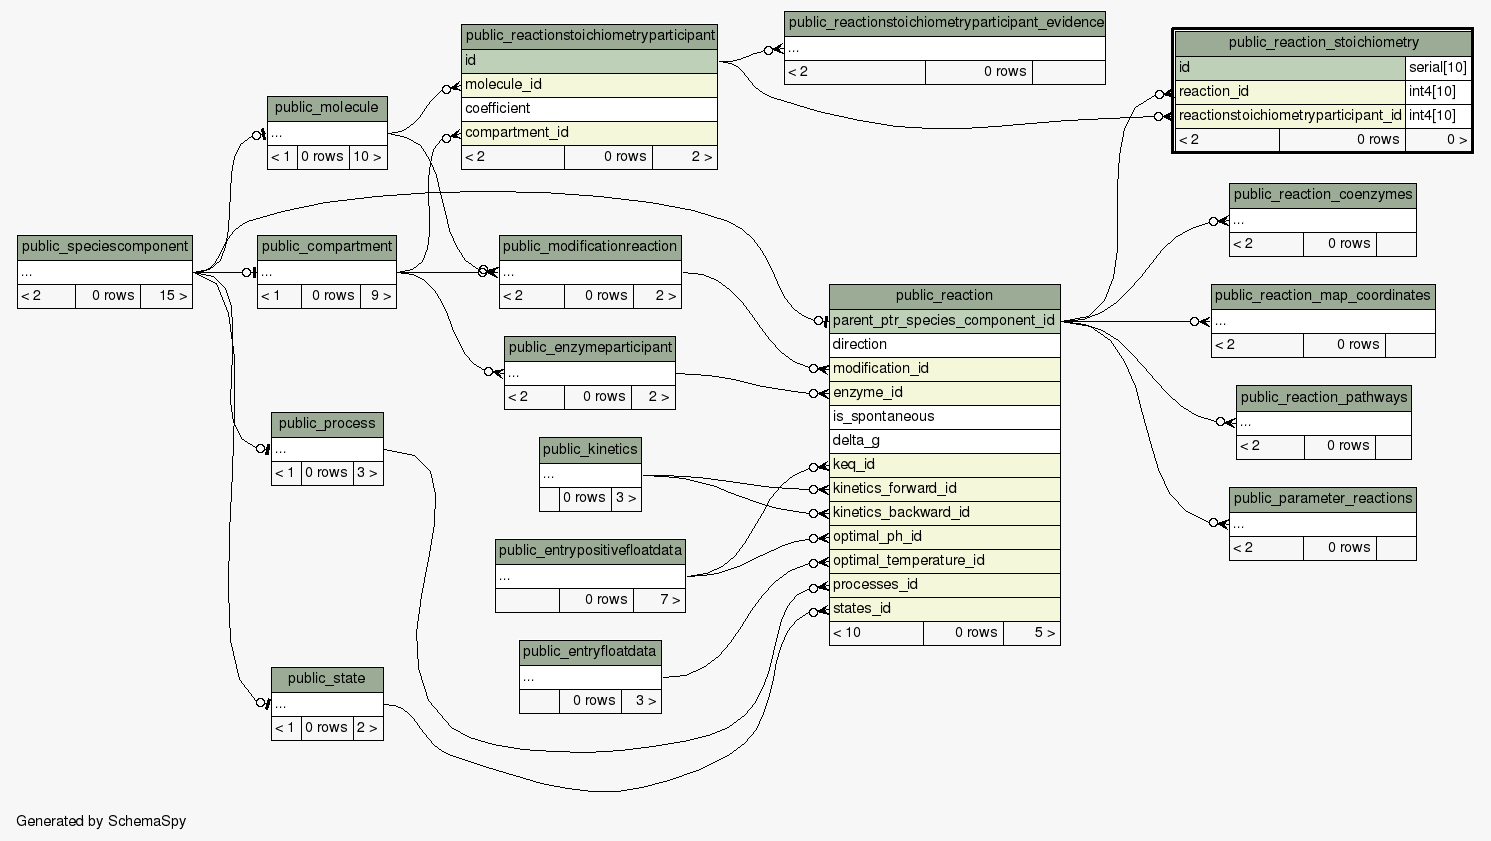 public_reactionstoichiometryparticipant_evidence
...
< 2 0 rows
public_reactionstoichiometryparticipant
id
molecule_id
coefficient
compartment_id
< 2 0 rows 2 >
public_reaction_stoichiometry
id serial[10]
reaction_id int4[10]
reactionstoichiometryparticipant_id int4[10]
< 2 0 rows 0 >
public_molecule
...
< 1 0 rows 10 >
public_reaction_coenzymes
...
< 2 0 rows
public_speciescomponent
...
< 2 0 rows 15 >
public_compartment
...
< 1 0 rows 9 >
public_modificationreaction
...
< 2 0 rows 2 >
public_reaction
parent_ptr_species_component_id
direction
modification_id
enzyme_id
is_spontaneous
delta_g
keq_id
kinetics_forward_id
kinetics_backward_id
optimal_ph_id
optimal_temperature_id
processes_id
states_id
< 10 0 rows 5 >
public_reaction_map_coordinates
...
< 2 0 rows
public_enzymeparticipant
...
< 2 0 rows 2 >
public_reaction_pathways
...
< 2 0 rows
public_process
...
< 1 0 rows 3 >
public_kinetics
...
0 rows 3 >
public_parameter_reactions
...
< 2 0 rows
public_entrypositivefloatdata
...
0 rows 7 >
public_entryfloatdata
...
0 rows 3 >
public_state
...
< 1 0 rows 2 >
Generated by SchemaSpy